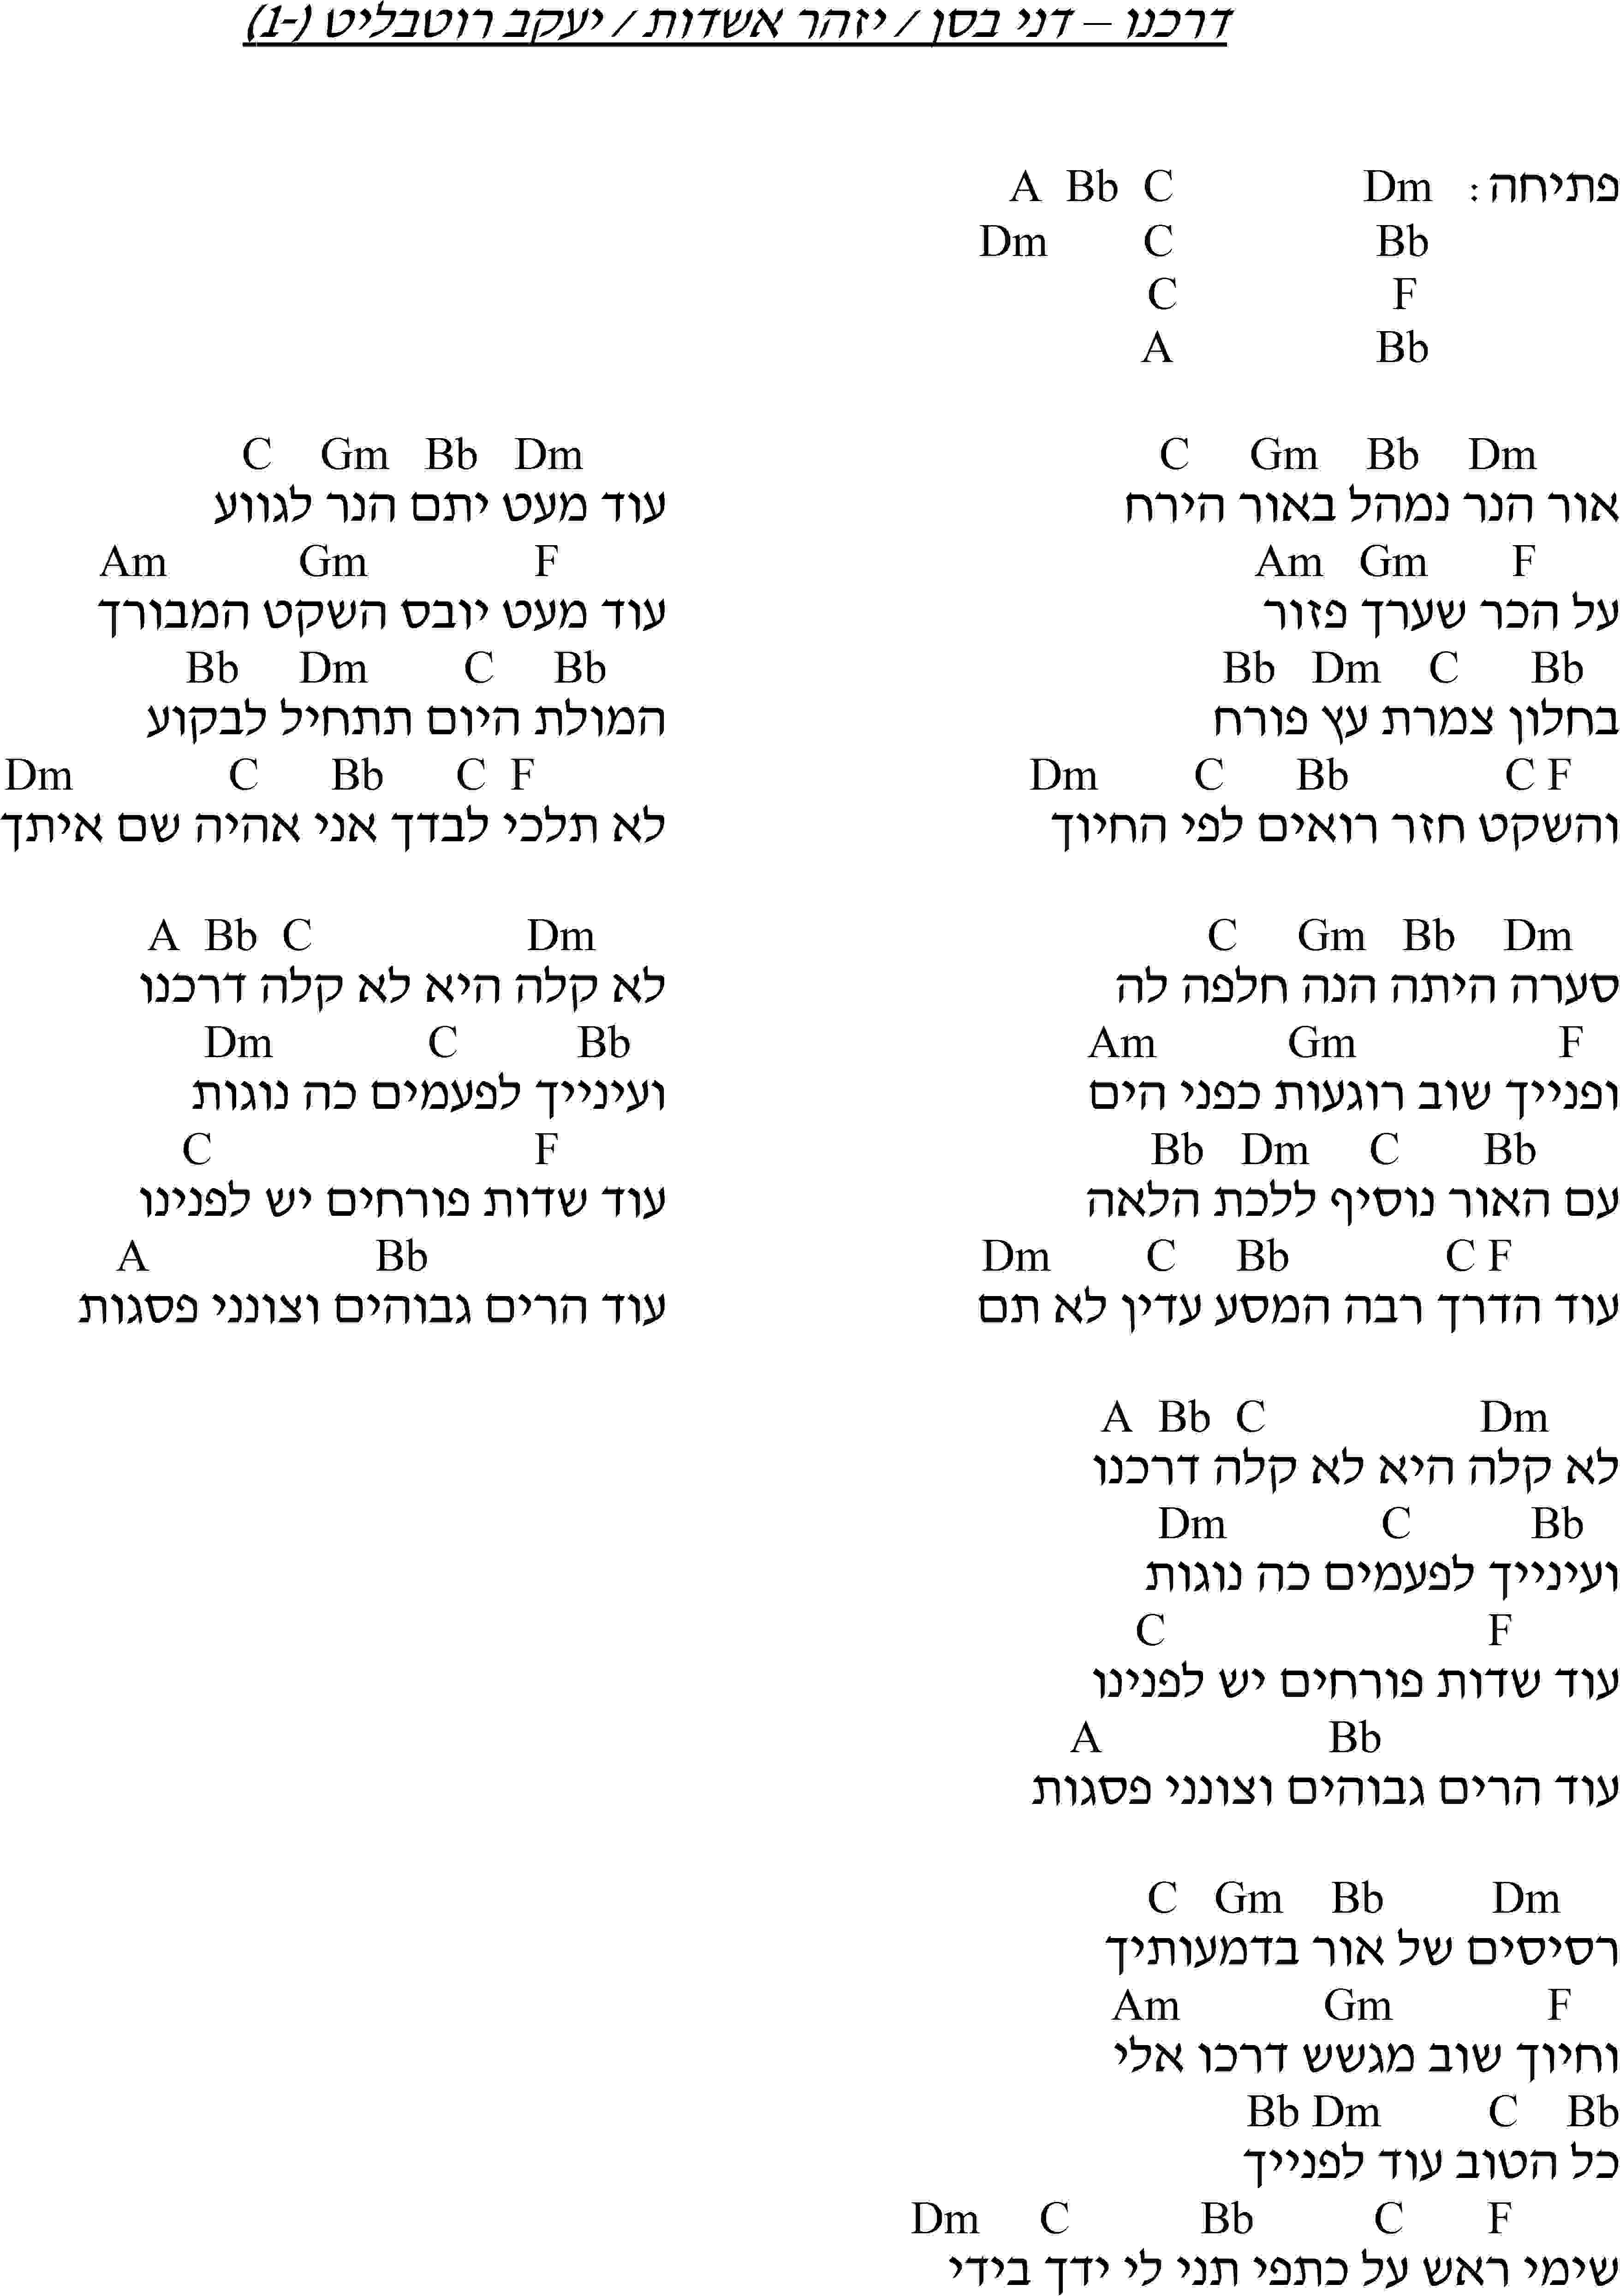 דרכנו – דני בסן / יזהר אשדות / יעקב רוטבליט (-1)
פתיחה: Dm C Bb A
Bb C Dm
F C
Bb A
Dm Bb Gm C
אור הנר נמהל באור הירח
F Gm Am
על הכר שערך פזור
Bb C Dm Bb
בחלון צמרת עץ פורח
F C Bb C Dm
והשקט חזר רואים לפי החיוך
Dm Bb Gm C
סערה היתה הנה חלפה לה
F Gm Am
ופנייך שוב רוגעות כפני הים
Bb C Dm Bb
עם האור נוסיף ללכת הלאה
F C Bb C Dm
עוד הדרך רבה המסע עדין לא תם
Dm C Bb A
לא קלה היא לא קלה דרכנו
Bb C Dm
ועינייך לפעמים כה נוגות
F C
עוד שדות פורחים יש לפנינו
Bb A
עוד הרים גבוהים וצונני פסגות
Dm Bb Gm C
רסיסים של אור בדמעותיך
F Gm Am
וחיוך שוב מגשש דרכו אלי
Bb C Dm Bb
כל הטוב עוד לפנייך
F C Bb C Dm
שימי ראש על כתפי תני לי ידך בידי
Dm Bb Gm C
עוד מעט יתם הנר לגווע
F Gm Am
עוד מעט יובס השקט המבורך
Bb C Dm Bb
המולת היום תתחיל לבקוע
F C Bb C Dm
לא תלכי לבדך אני אהיה שם איתך
Dm C Bb A
לא קלה היא לא קלה דרכנו
Bb C Dm
ועינייך לפעמים כה נוגות
F C
עוד שדות פורחים יש לפנינו
Bb A
עוד הרים גבוהים וצונני פסגות